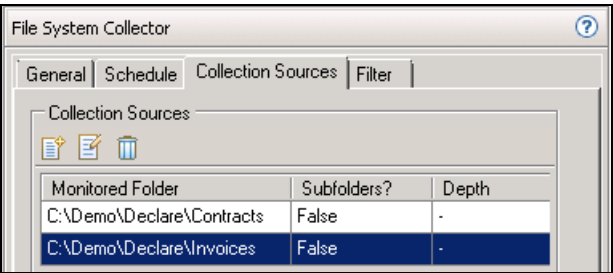 File System Collector
General Schedule Collection Sources Filter
Collection Sources
Monitored Folder Subfolders? Depth
C:\Demo\Declare\Contracts False -
C:\Demo\Declare\Invoices False -